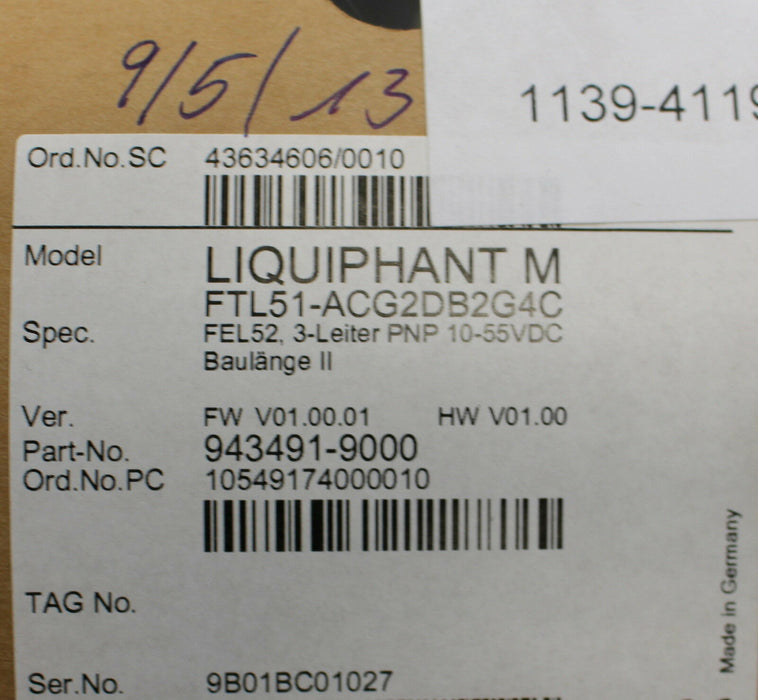 9/5/13
1139-4119
Ord.No.SC 43634606/0010
Model LIQUIPHANT M
FTL51-ACG2DB2G4C
Spec. FEL52, 3-Leiter PNP 10-55VDC
Baulänge II
Ver. FW V01.00.01 HW V01.00
Part-No. 943491-9000
Ord.No.PC 10549174000010
TAG No.
Ser.No. 9B01BC01027
Made in Germany